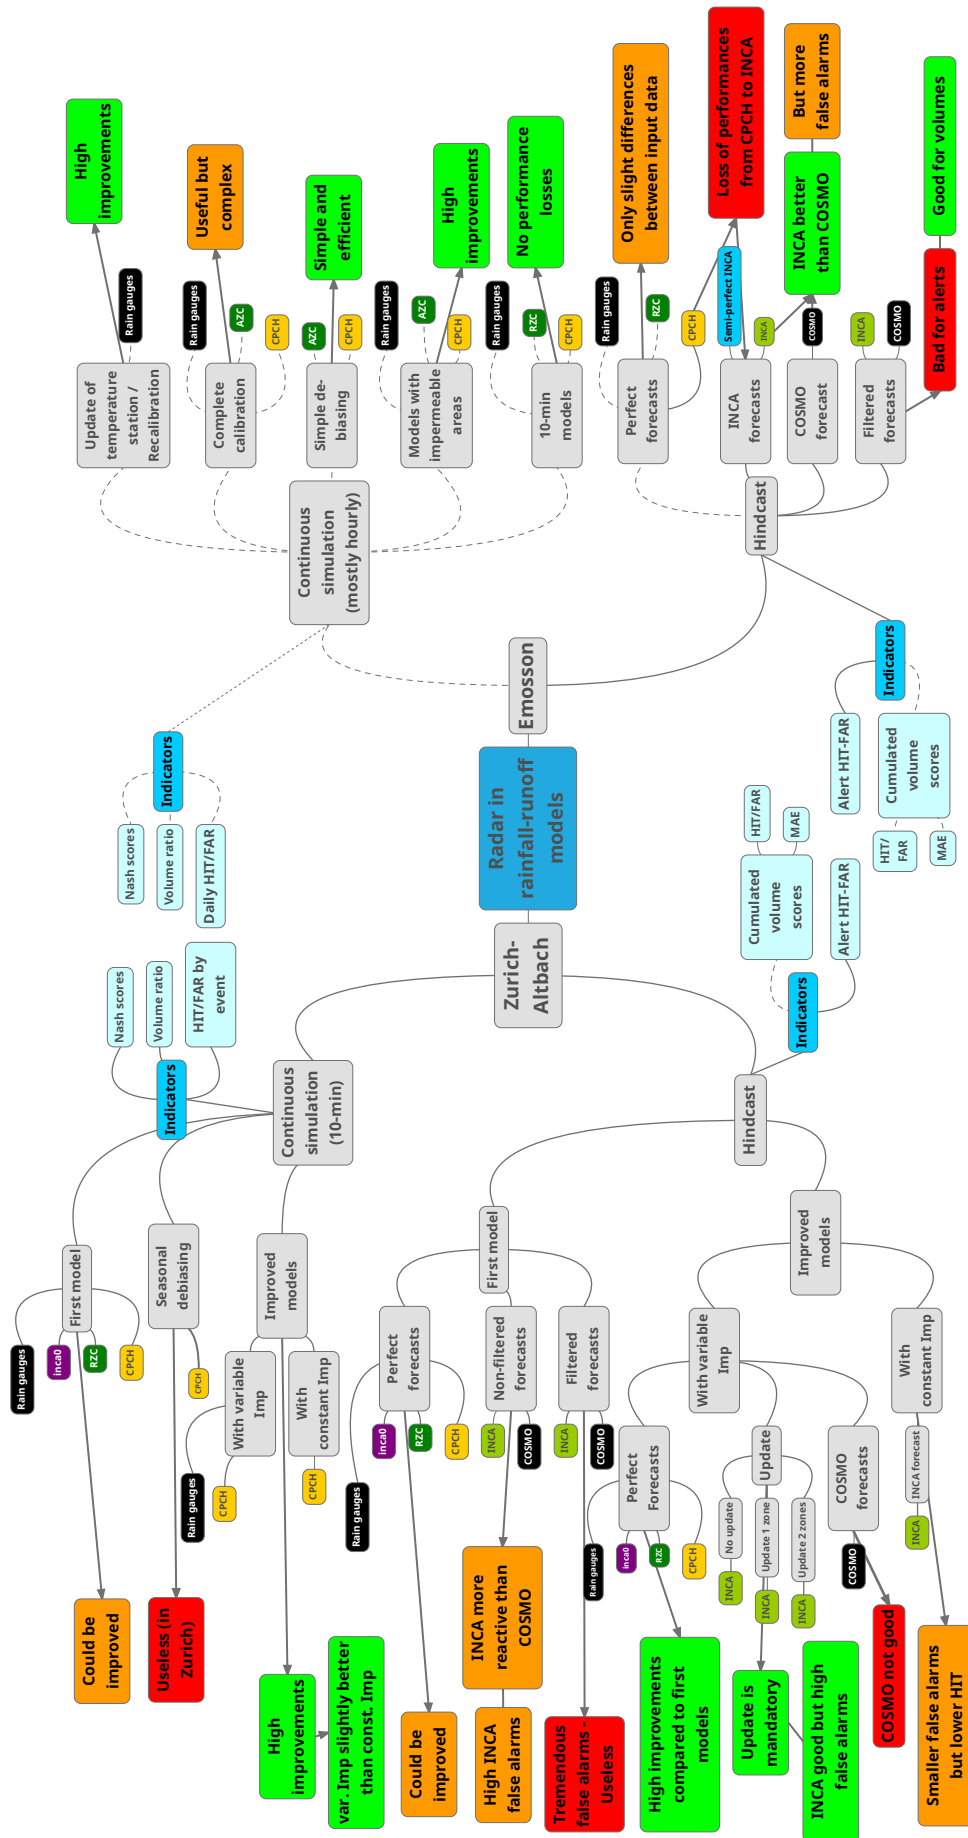 Radar in
rainfall-runoff
models
Emosson
Continuous
simulation
(mostly hourly)
Indicators
Nash scores
Volume ratio
Daily HIT/FAR
Update of
temperature
station /
Recalibration
Rain gauges
High
improvements
Complete
calibration
Rain gauges
AZC
CPCH
Useful but
complex
Simple de-
biasing
AZC
CPCH
Simple and
efficient
Models with
impermeable
areas
Rain gauges
AZC
CPCH
High
improvements
10-min
models
Rain gauges
RZC
CPCH
No performance
losses
Hindcast
Perfect
forecasts
Rain gauges
RZC
CPCH
Only slight differences
between input data
Loss of performances
from CPCH to INCA
INCA
forecasts
Semi-perfect INCA
INCA
COSMO
forecast
COSMO
INCA better
than COSMO
But more
false alarms
Filtered
forecasts
INCA
COSMO
Bad for alerts
Good for volumes
Indicators
Alert HIT-FAR
Cumulated
volume
scores
HIT/
FAR
MAE
Zurich-
Altbach
Continuous
simulation
(10-min)
Indicators
Nash scores
Volume ratio
HIT/FAR by
event
First model
Rain gauges
inca0
RZC
CPCH
Could be
improved
Seasonal
debiasing
CPCH
Useless (in
Zurich)
Improved
models
With variable
Imp
Rain gauges
CPCH
With
constant Imp
CPCH
High
improvements
var. Imp slightly better
than const. Imp
Hindcast
Indicators
Cumulated
volume
scores
HIT/FAR
MAE
Alert HIT-FAR
First model
Perfect
forecasts
Rain gauges
inca0
RZC
CPCH
Could be
improved
Non-filtered
forecasts
INCA
COSMO
INCA more
reactive than
COSMO
High INCA
false alarms
Filtered
forecasts
INCA
COSMO
Tremendous
false alarms -
Useless
Improved
models
With variable
Imp
Perfect
Forecasts
Rain gauges
inca0
RZC
CPCH
High improvements
compared to first
models
Update
No update
INCA
Update 1 zone
INCA
Update 2 zones
INCA
Update is
mandatory
INCA good but high
false alarms
COSMO
forecasts
COSMO
COSMO not good
With
constant Imp
INCA forecast
INCA
Smaller false alarms
but lower HIT